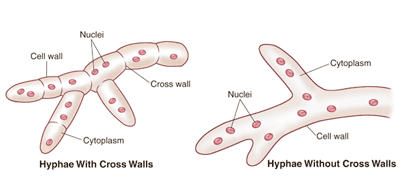 Nuclei
Cell wall
Cross wall
Cytoplasm
Hyphae With Cross Walls
Cytoplasm
Nuclei
Cell wall
Hyphae Without Cross Walls